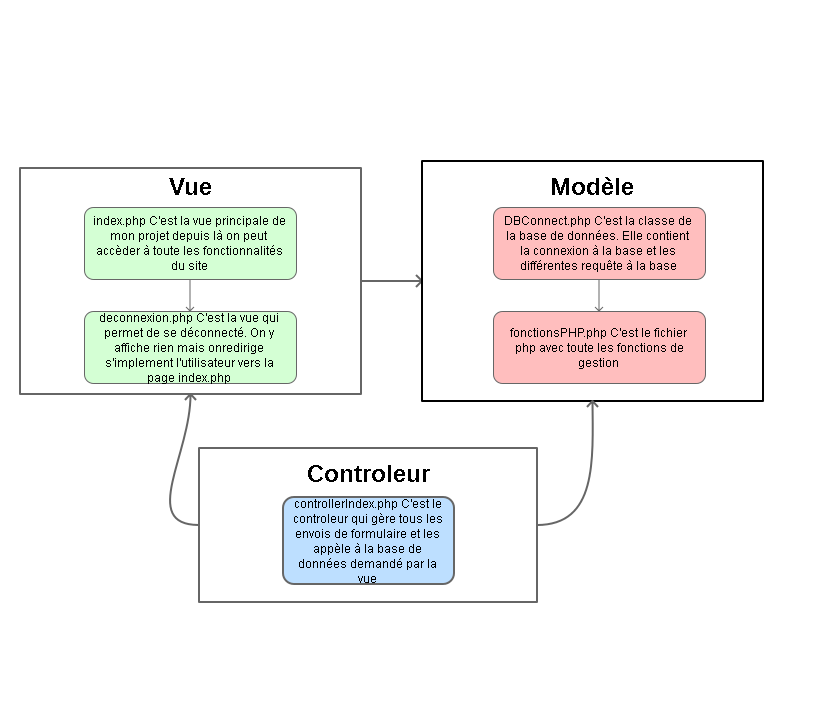 Vue
index.php C'est la vue principale de
mon projet depuis là on peut
accèder à toute les fonctionnalités
du site
deconnexion.php C'est la vue qui
permet de se déconnecté. On y
affiche rien mais onredirige
s'implement l'utilisateur vers la
page index.php
Modèle
DBConnect.php C'est la classe de
la base de données. Elle contient
la connexion à la base et les
différentes requête à la base
fonctionsPHP.php C'est le fichier
php avec toute les fonctions de
gestion
Controleur
controllerIndex.php C'est le
controleur qui gère tous les
envois de formulaire et les
appèle à la base de
données demandé par la
vue